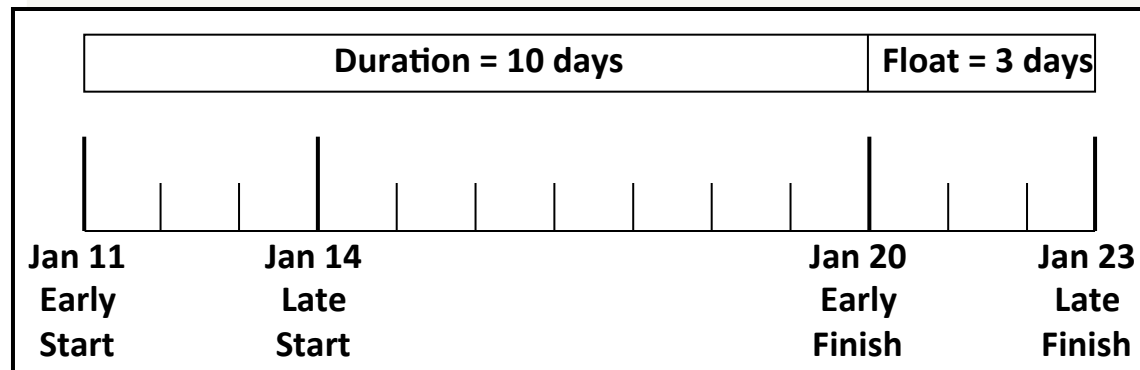 Duration = 10 days Float = 3 days
Jan 11 Jan 14 Jan 20 Jan 23
Early Late Early Late
Start Start Finish Finish